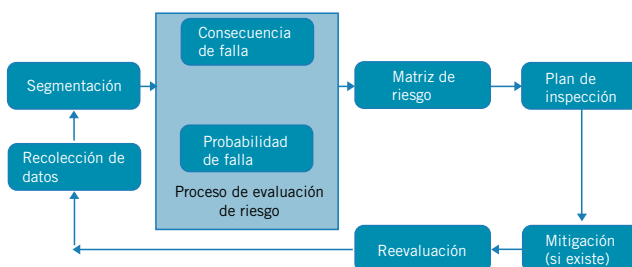 Consecuencia
de falla
Segmentación
Matriz de
riesgo
Plan de
inspección
Probabilidad
de falla
Recolección de
datos
Proceso de evaluación
de riesgo
Reevaluación
Mitigación
(si existe)